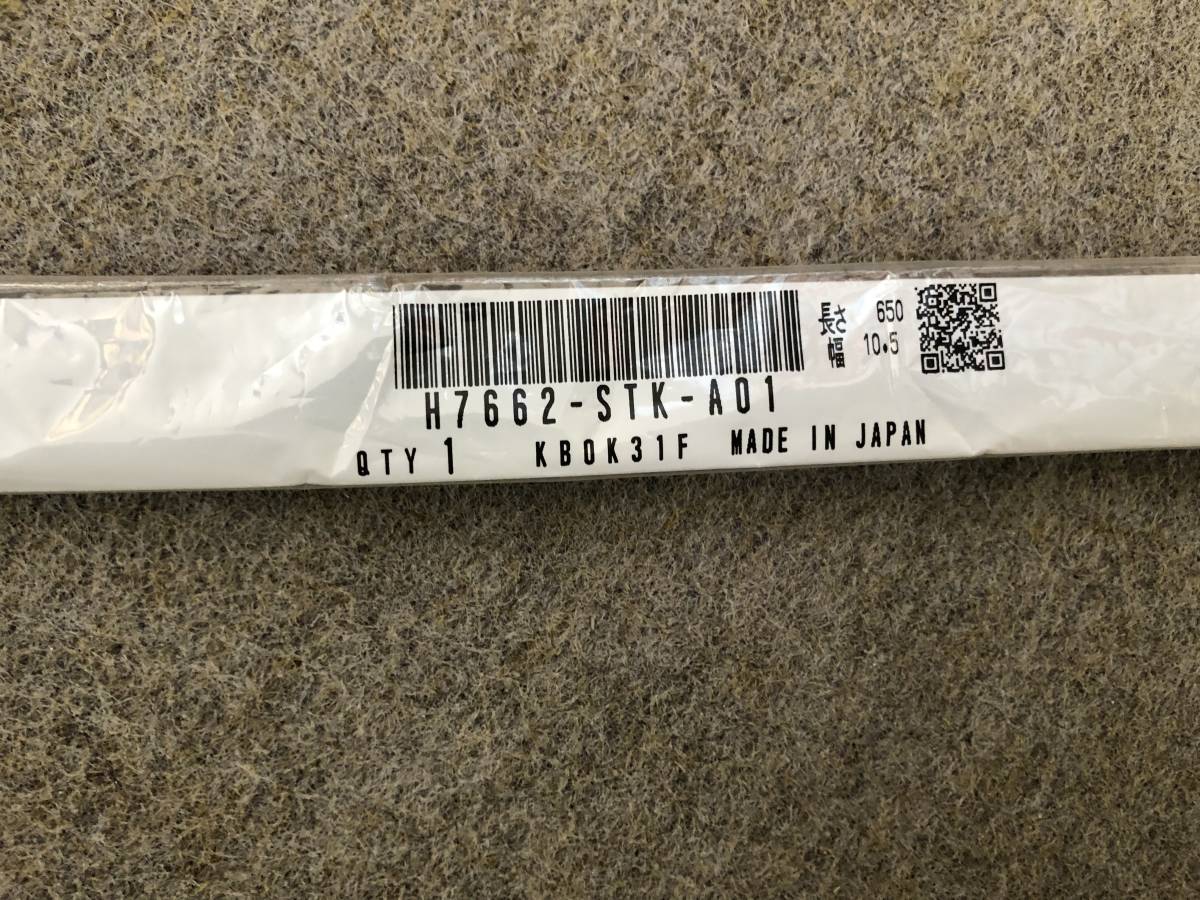 長さ 650
幅 10.5
H7662-STK-A01
QTY 1 KBOK31F MADE IN JAPAN